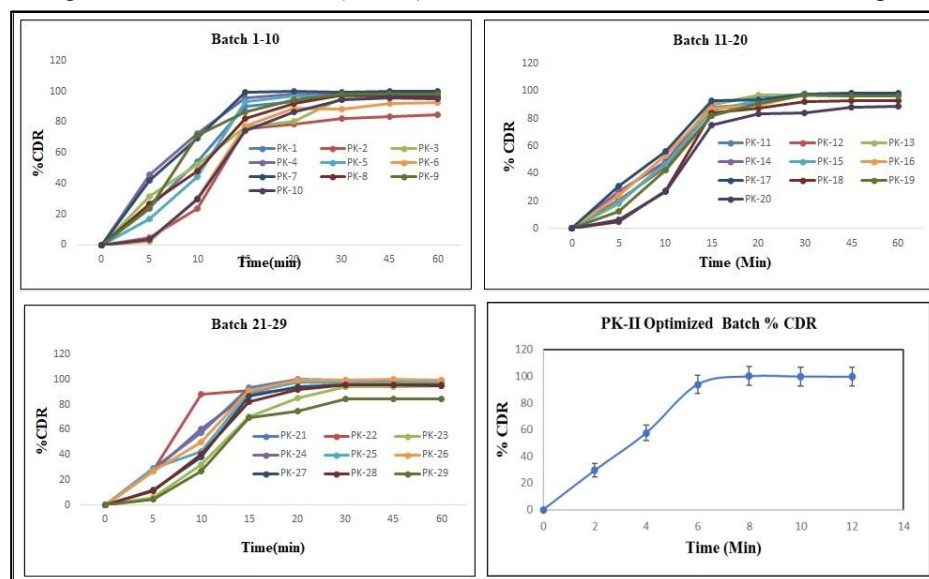 Batch 1-10
%CDR
120
100
80
60
40
20
0
PK-1 PK-2 PK-3
PK-4 PK-5 PK-6
PK-7 PK-8 PK-9
PK-10
0 5 10 15 20 30 45 60
Time(min)
Batch 11-20
% CDR
120
100
80
60
40
20
0
PK-11 PK-12 PK-13
PK-14 PK-15 PK-16
PK-17 PK-18 PK-19
PK-20
0 5 10 15 20 30 45 60
Time (Min)
Batch 21-29
%CDR
120
100
80
60
40
20
0
PK-21 PK-22 PK-23
PK-24 PK-25 PK-26
PK-27 PK-28 PK-29
0 5 10 15 20 30 45 60
Time(min)
PK-II Optimized Batch % CDR
% CDR
120
100
80
60
40
20
0
0 2 4 6 8 10 12 14
Time (Min)